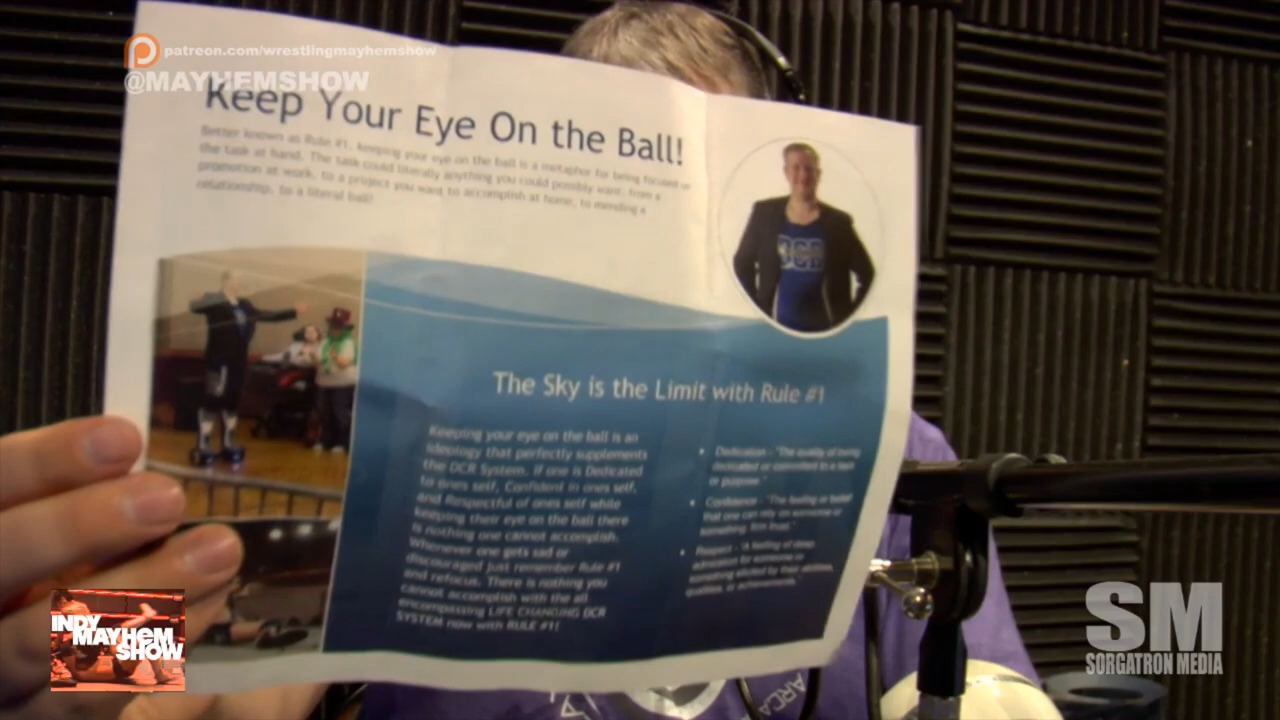 patreon.com/wrestlingmayhemshow
@MAYHEMSHOW
Keep Your Eye On the Ball!
Better known as Rule #1, keeping your eye on the ball is a metaphor for being focused on
the task at hand. The task could literally anything you could possibly want, from a
promotion at work, to a project you want to accomplish at home, to mending a
relationship, to a literal ball!
DCR
The Sky is the Limit with Rule #1
Keeping your eye on the ball is an
ideology that perfectly supplements
the DCR System. If one is Dedicated
to ones self, Confident in ones self,
and Respectful of ones self while
keeping their eye on the ball there
is nothing one cannot accomplish.
Whenever one gets sad or
discouraged just remember Rule #1
and refocus. There is nothing you
cannot accomplish with the all
encompassing LIFE CHANGING DCR
SYSTEM now with RULE #1!
• Dedication - "The quality of being
dedicated or committed to a task
or purpose."
• Confidence - "The feeling or belief
that one can rely on someone or
something; firm trust."
• Respect - "A feeling of deep
admiration for someone or
something elicited by their abilities,
qualities, or achievements."
INDY
MAYHEM
SHOW
SM
SORGATRON MEDIA
ARCA